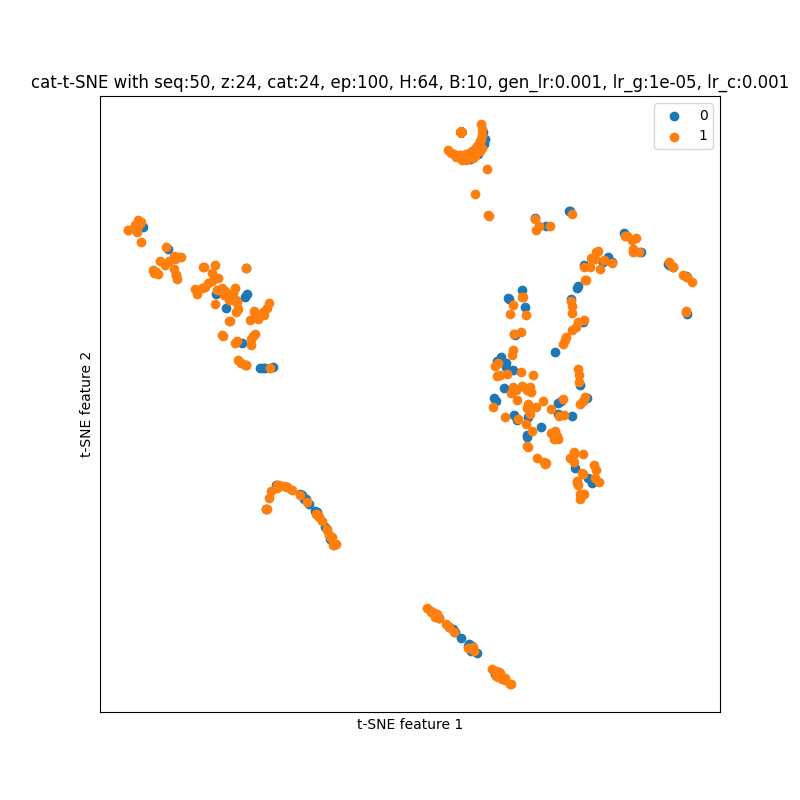 cat-t-SNE with seq:50, z:24, cat:24, ep:100, H:64, B:10, gen_lr:0.001, lr_g:1e-05, lr_c:0.001
0
1
t-SNE feature 2
t-SNE feature 1